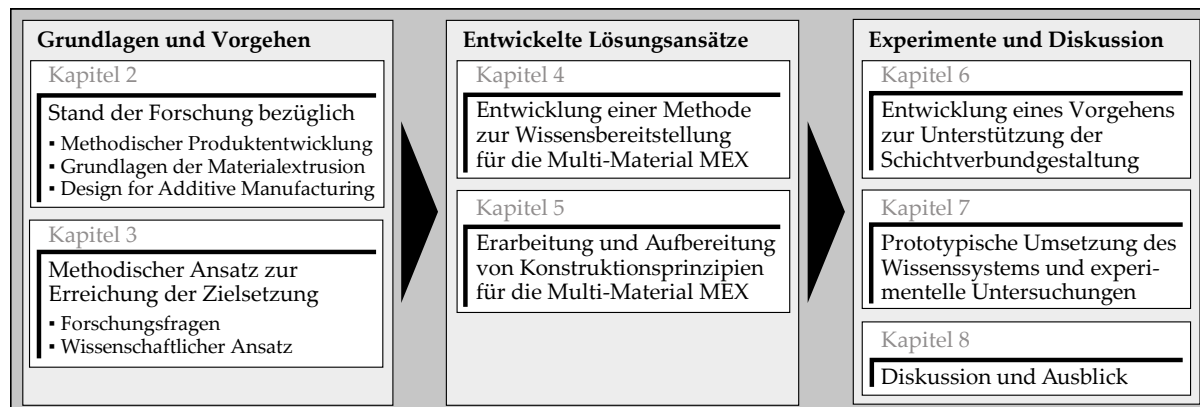 Grundlagen und Vorgehen
Kapitel 2
Stand der Forschung bezüglich
▪ Methodischer Produktentwicklung
▪ Grundlagen der Materialextrusion
▪ Design for Additive Manufacturing
Kapitel 3
Methodischer Ansatz zur
Erreichung der Zielsetzung
▪ Forschungsfragen
▪ Wissenschaftlicher Ansatz
Entwickelte Lösungsansätze
Kapitel 4
Entwicklung einer Methode
zur Wissensbereitstellung
für die Multi-Material MEX
Kapitel 5
Erarbeitung und Aufbereitung
von Konstruktionsprinzipien
für die Multi-Material MEX
Experimente und Diskussion
Kapitel 6
Entwicklung eines Vorgehens
zur Unterstützung der
Schichtverbundgestaltung
Kapitel 7
Prototypische Umsetzung des
Wissenssystems und experi-
mentelle Untersuchungen
Kapitel 8
Diskussion und Ausblick